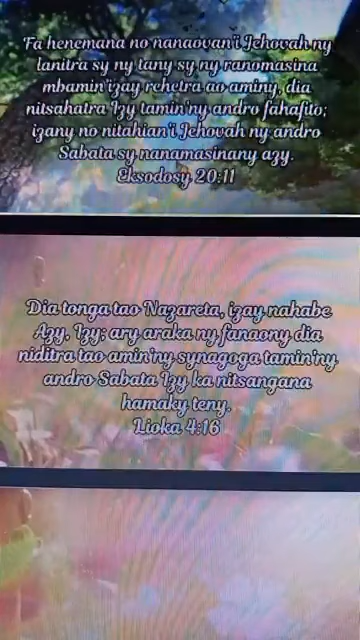 Fa henemana no nanaovan'i Jehovah ny
lanitra sy ny tany sy ny ranomasina
mbamin'izay rehetra ao aminy, dia
nitsahatra Izy tamin'ny andro fahafito;
izany no nitahian'i Jehovah ny andro
Sabata sy nanamasinany azy.
Eksodosy 20:11
Dia tonga tao Nazareta, izay nahabe
Azy, Izy; ary araka ny fanaony dia
niditra tao amin'ny synagoga tamin'ny
andro Sabata Izy ka nitsangana
hamaky teny.
Lioka 4:16